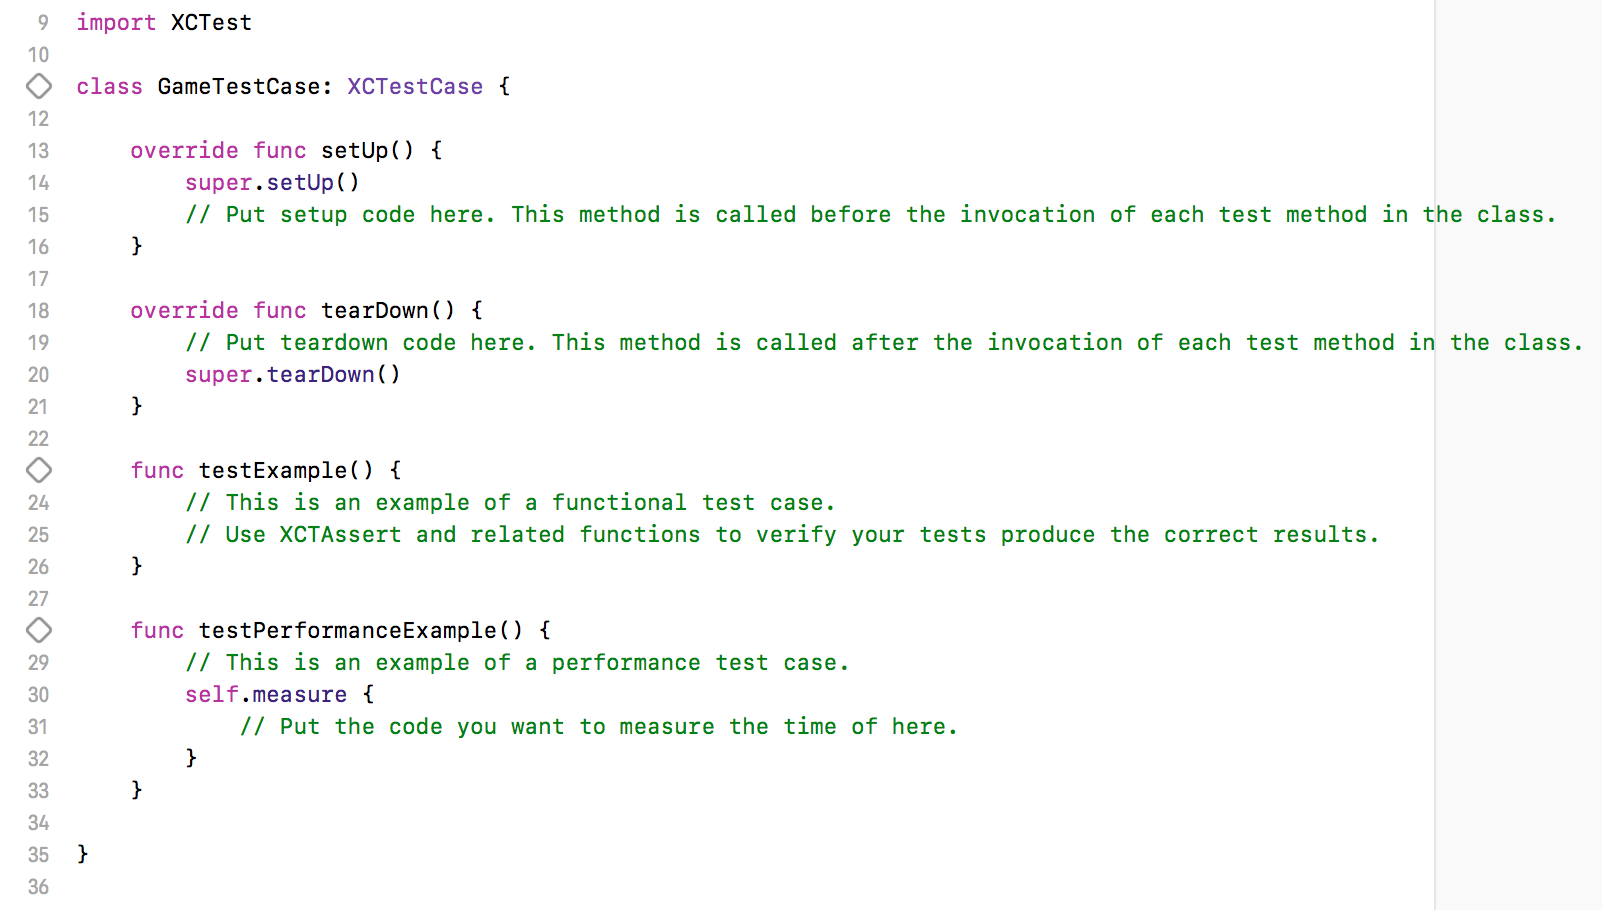 9 import XCTest
10
class GameTestCase: XCTestCase {
12
13     override func setUp() {
14         super.setUp()
15         // Put setup code here. This method is called before the invocation of each test method in the class.
16     }
17
18     override func tearDown() {
19         // Put teardown code here. This method is called after the invocation of each test method in the class.
20         super.tearDown()
21     }
22
func testExample() {
24         // This is an example of a functional test case.
25         // Use XCTAssert and related functions to verify your tests produce the correct results.
26     }
27
func testPerformanceExample() {
29         // This is an example of a performance test case.
30         self.measure {
31             // Put the code you want to measure the time of here.
32         }
33     }
34
35 }
36